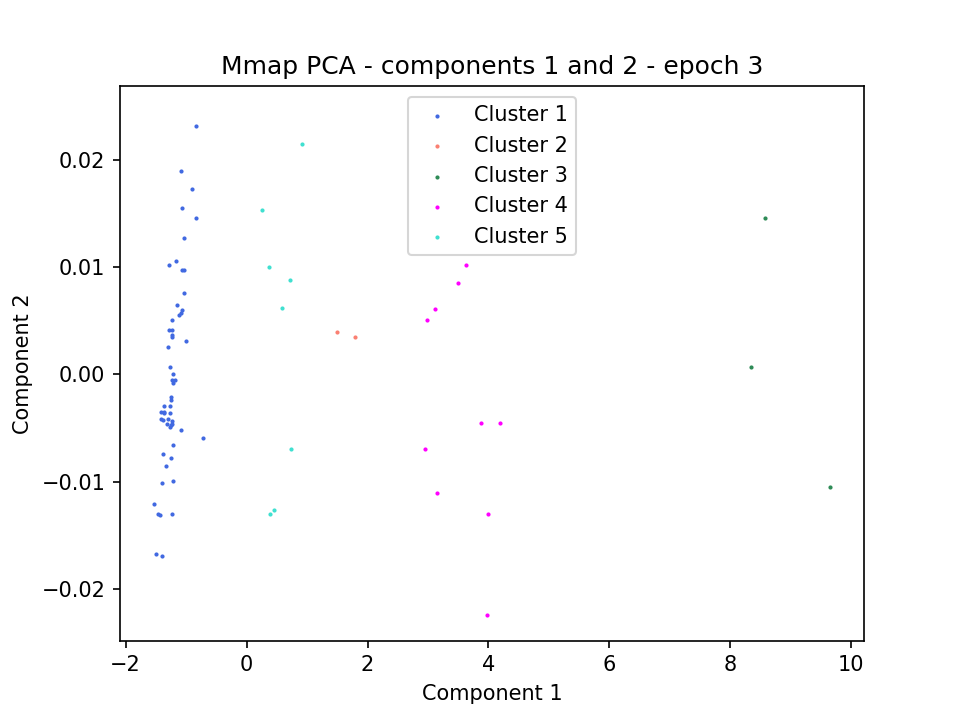 Mmap PCA - components 1 and 2 - epoch 3
Cluster 1
Cluster 2
Cluster 3
Cluster 4
Cluster 5
0.02
0.01
0.00
−0.01
−0.02
Component 2
−2
0
2
4
6
8
10
Component 1